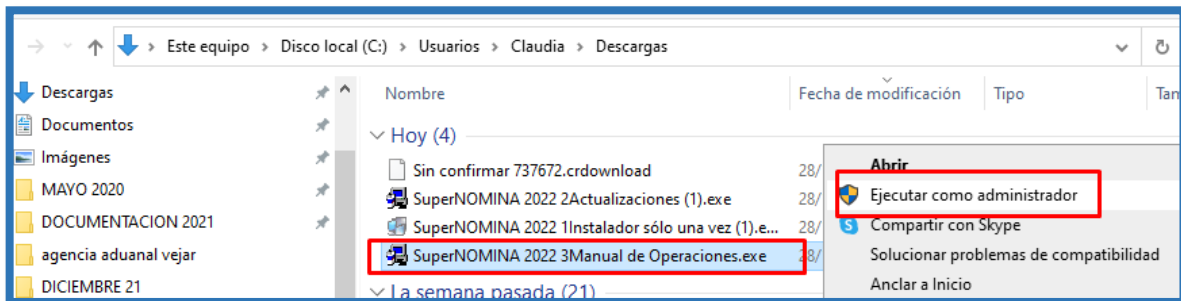 Este equipo > Disco local (C:) > Usuarios > Claudia > Descargas
Descargas
Documentos
Imágenes
MAYO 2020
DOCUMENTACION 2021
agencia aduanal vejar
DICIEMBRE 21
Nombre Fecha de modificación Tipo Tam
Hoy (4)
Sin confirmar 737672.crdownload 28/
SuperNOMINA 2022 2Actualizaciones (1).exe 28/
SuperNOMINA 2022 1Instalador sólo una vez (1).e... 28/
SuperNOMINA 2022 3Manual de Operaciones.exe 28/
La semana pasada (21)
Abrir
Ejecutar como administrador
Compartir con Skype
Solucionar problemas de compatibilidad
Anclar a Inicio